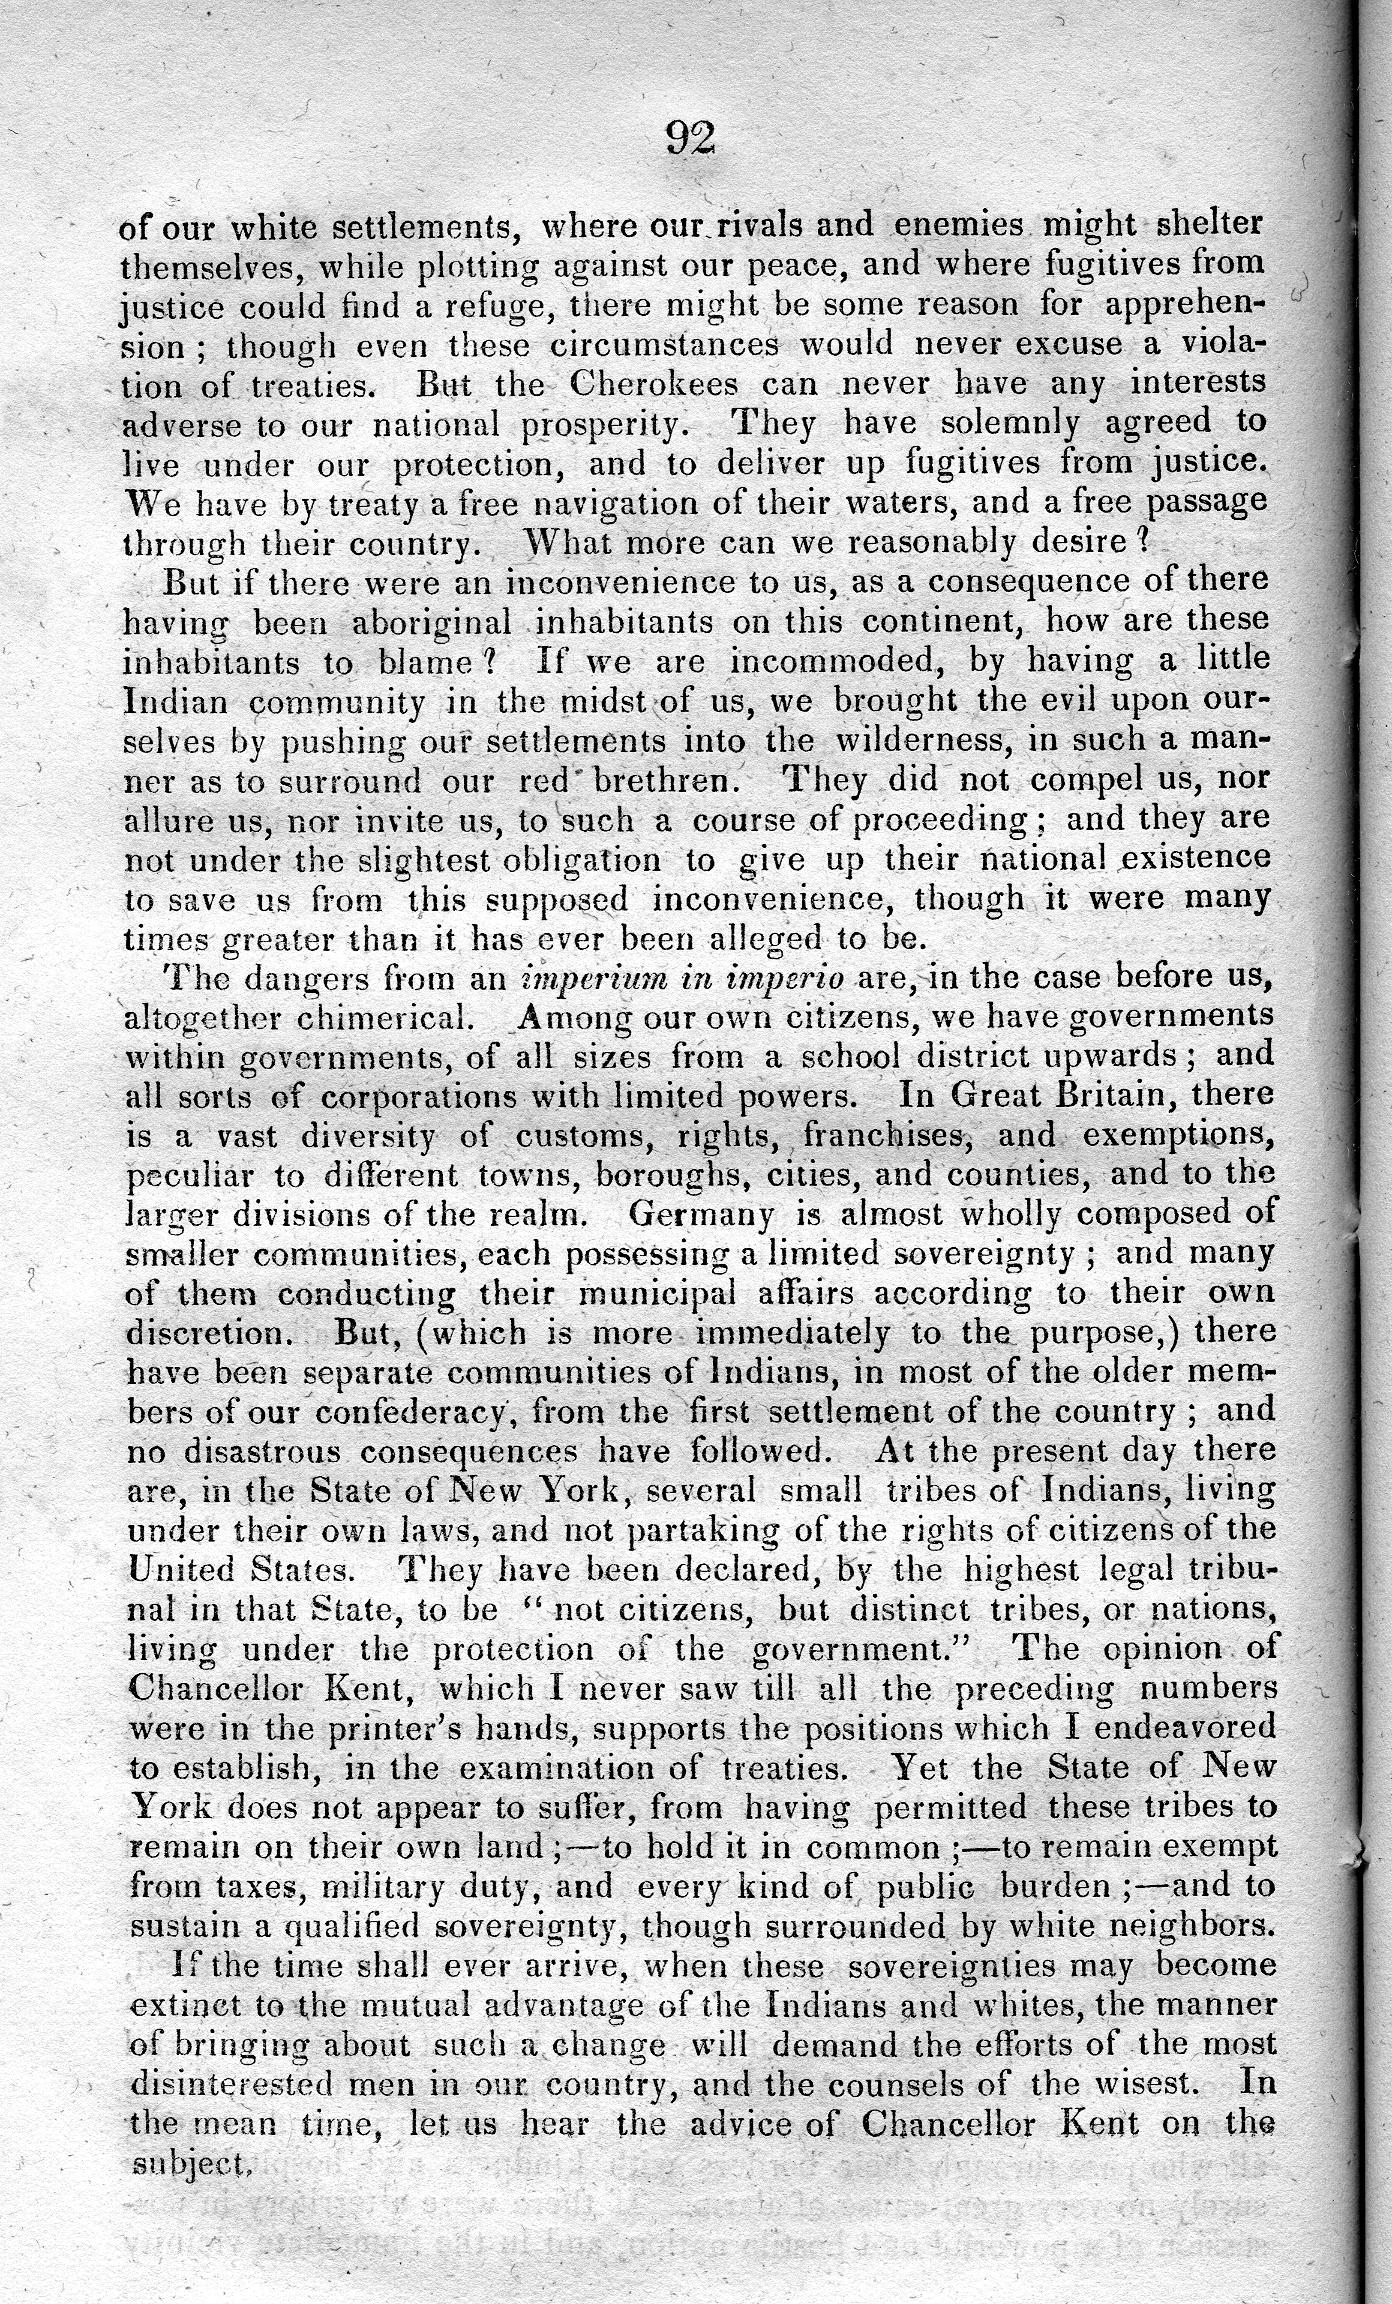 92
of our white settlements, where our rivals and enemies might shelter
themselves, while plotting against our peace, and where fugitives from
justice could find a refuge, there might be some reason for apprehen-
sion ; though even these circumstances would never excuse a viola-
tion of treaties. But the Cherokees can never have any interests
adverse to our national prosperity. They have solemnly agreed to
live under our protection, and to deliver up fugitives from justice.
We have by treaty a free navigation of their waters, and a free passage
through their country. What more can we reasonably desire ?
But if there were an inconvenience to us, as a consequence of there
having been aboriginal inhabitants on this continent, how are these
inhabitants to blame ? If we are incommoded, by having a little
Indian community in the midst of us, we brought the evil upon our-
selves by pushing our settlements into the wilderness, in such a man-
ner as to surround our red brethren. They did not compel us, nor
allure us, nor invite us, to such a course of proceeding ; and they are
not under the slightest obligation to give up their national existence
to save us from this supposed inconvenience, though it were many
times greater than it has ever been alleged to be.
The dangers from an imperium in imperio are, in the case before us,
altogether chimerical. Among our own citizens, we have governments
within governments, of all sizes from a school district upwards ; and
all sorts of corporations with limited powers. In Great Britain, there
is a vast diversity of customs, rights, franchises, and exemptions,
peculiar to different towns, boroughs, cities, and counties, and to the
larger divisions of the realm. Germany is almost wholly composed of
smaller communities, each possessing a limited sovereignty ; and many
of them conducting their municipal affairs according to their own
discretion. But, (which is more immediately to the purpose,) there
have been separate communities of Indians, in most of the older mem-
bers of our confederacy, from the first settlement of the country ; and
no disastrous consequences have followed. At the present day there
are, in the State of New York, several small tribes of Indians, living
under their own laws, and not partaking of the rights of citizens of the
United States. They have been declared, by the highest legal tribu-
nal in that State, to be “ not citizens, but distinct tribes, or nations,
living under the protection of the government.” The opinion of
Chancellor Kent, which I never saw till all the preceding numbers
were in the printer’s hands, supports the positions which I endeavored
to establish, in the examination of treaties. Yet the State of New
York does not appear to suffer, from having permitted these tribes to
remain on their own land ;—to hold it in common ;—to remain exempt
from taxes, military duty, and every kind of public burden ;—and to
sustain a qualified sovereignty, though surrounded by white neighbors.
If the time shall ever arrive, when these sovereignties may become
extinct to the mutual advantage of the Indians and whites, the manner
of bringing about such a change will demand the efforts of the most
disinterested men in our country, and the counsels of the wisest. In
the mean time, let us hear the advice of Chancellor Kent on the
subject.